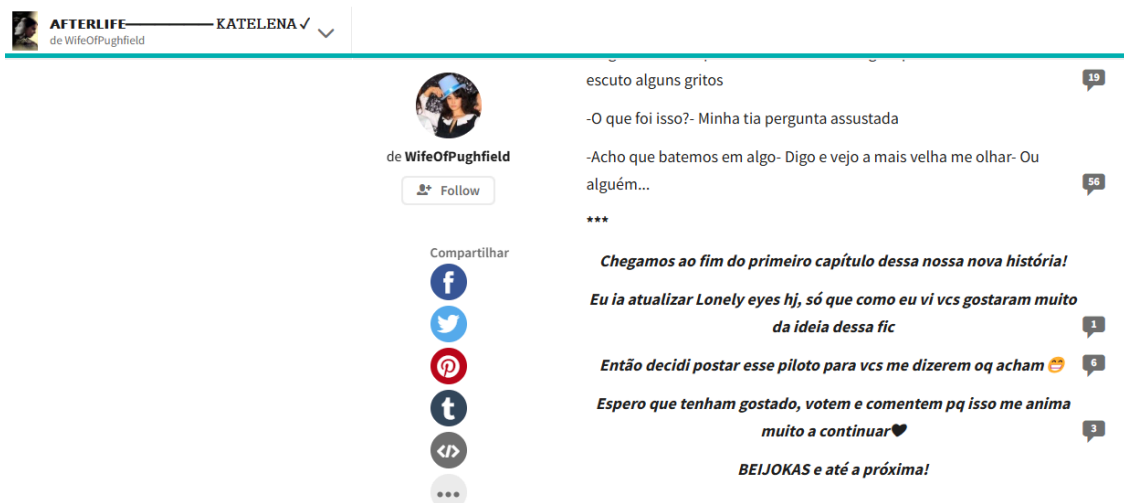 AFTERLIFE—————— KATELENA✓
de WifeOfPughfield
de WifeOfPughfield
Follow
Compartilhar
escuto alguns gritos
19
-O que foi isso?- Minha tia pergunta assustada
-Acho que batemos em algo- Digo e vejo a mais velha me olhar- Ou
alguém...
56
***
Chegamos ao fim do primeiro capítulo dessa nossa nova história!
Eu ia atualizar Lonely eyes hj, só que como eu vi vcs gostaram muito
da ideia dessa fic
1
Então decidi postar esse piloto para vcs me dizerem oq acham 😁
6
Espero que tenham gostado, votem e comentem pq isso me anima
muito a continuar🖤
3
BEIJOKAS e até a próxima!